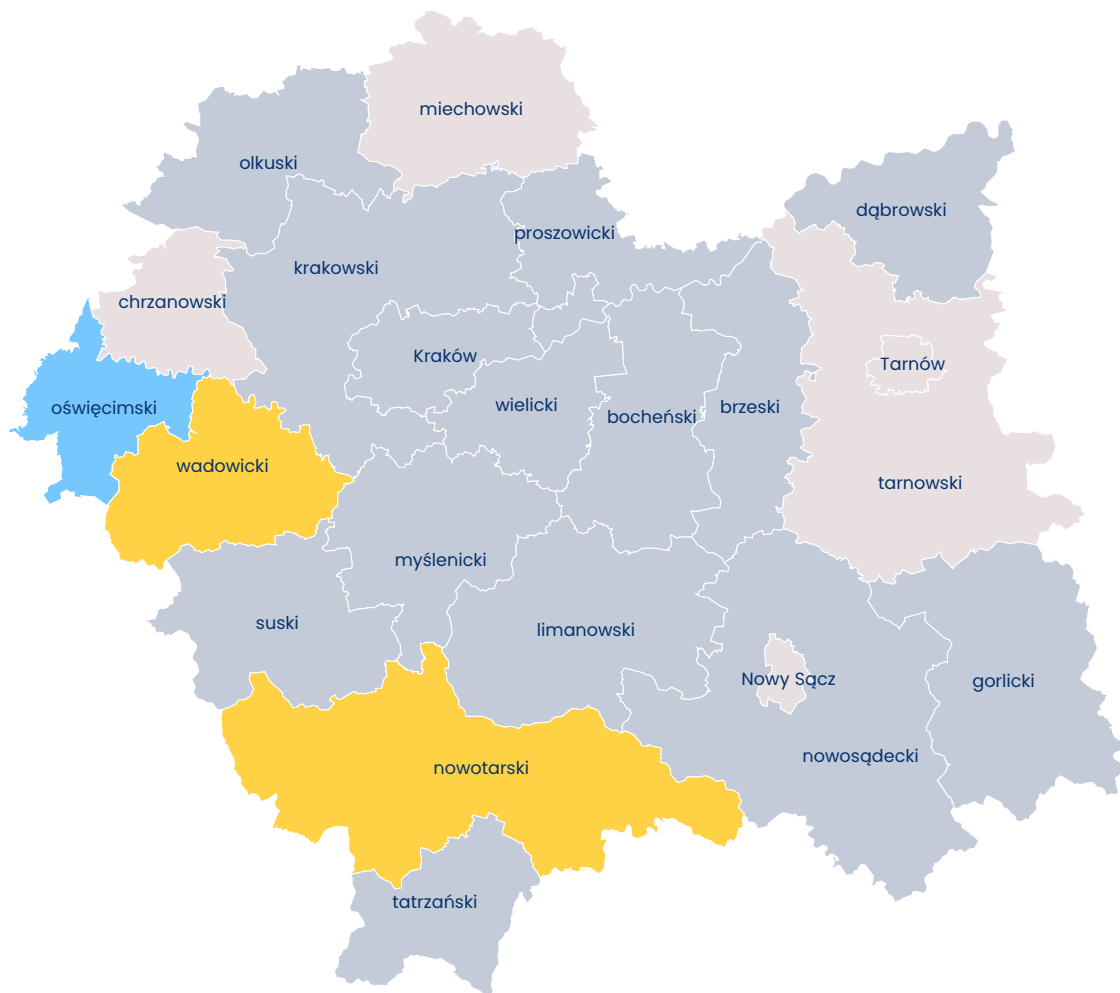 miechowski
olkuski
dąbrowski
proszowicki
krakowski
chrzanowski
Kraków
Tarnów
oświęcimski
wielicki
bocheński
brzeski
wadowicki
tarnowski
myślenicki
suski
limanowski
Nowy Sącz
gorlicki
nowosądecki
nowotarski
tatrzański